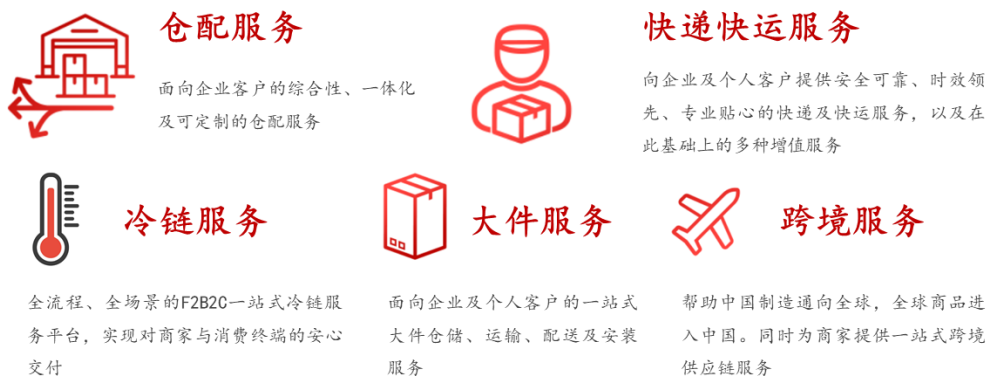 仓配服务
面向企业客户的综合性、一体化
及可定制的仓配服务
快递快运服务
向企业及个人客户提供安全可靠、时效领
先、专业贴心的快递及快运服务，以及在
此基础上的多种增值服务
冷链服务
全流程、全场景的F2B2C一站式冷链服
务平台，实现对商家与消费终端的安心
交付
大件服务
面向企业及个人客户的一站式
大件仓储、运输、配送及安装
服务
跨境服务
帮助中国制造通向全球，全球商品进
入中国。同时为商家提供一站式跨境
供应链服务